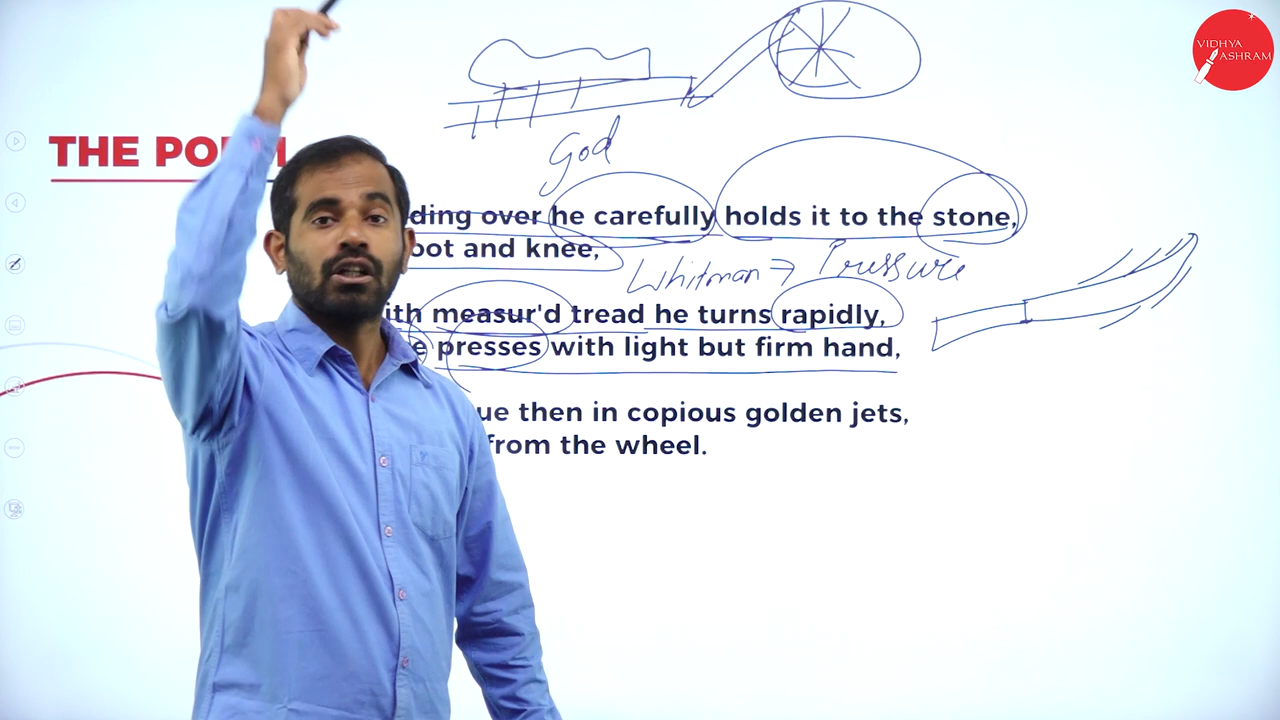 VIDHYA
ASHRAM
THE POEM
God
ding over he carefully holds it to the stone,
oot and knee,
Whitman → Pressure
ith measur'd tread he turns rapidly,
e presses with light but firm hand,
ue then in copious golden jets,
from the wheel.